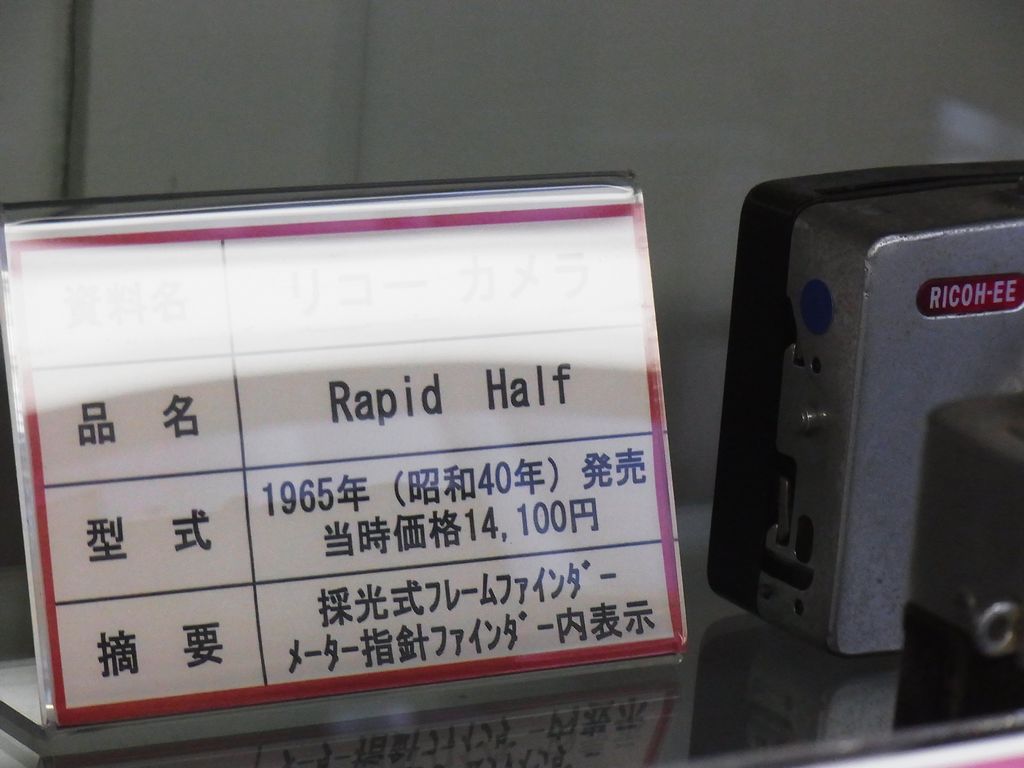 資料名 リコー カメラ
品 名 Rapid Half
型 式 1965年（昭和40年）発売
当時価格14,100円
摘 要 採光式フレームファインダー
メーター指針ファインダー内表示
RICOH-EE